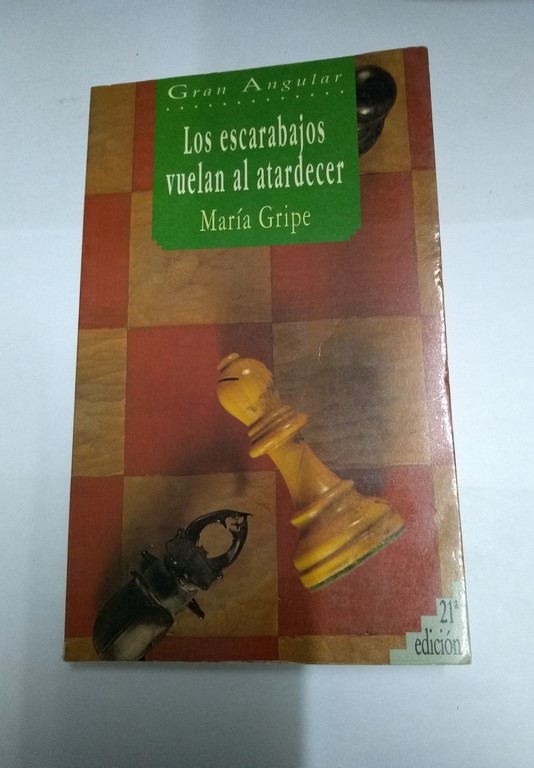 Gran Angular
Los escarabajos
vuelan al atardecer
María Gripe
21ª
edición